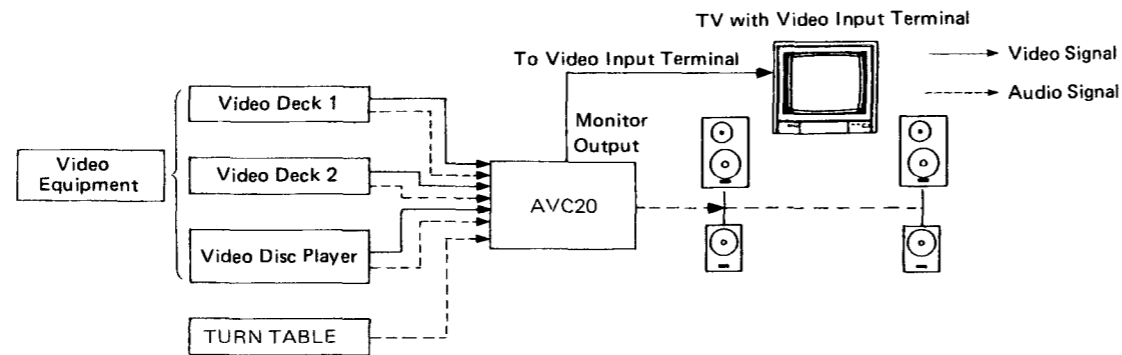 TV with Video Input Terminal
To Video Input Terminal
Video Signal
Audio Signal
Video Deck 1
Monitor
Output
Video
Equipment
Video Deck 2
AVC20
Video Disc Player
TURN TABLE